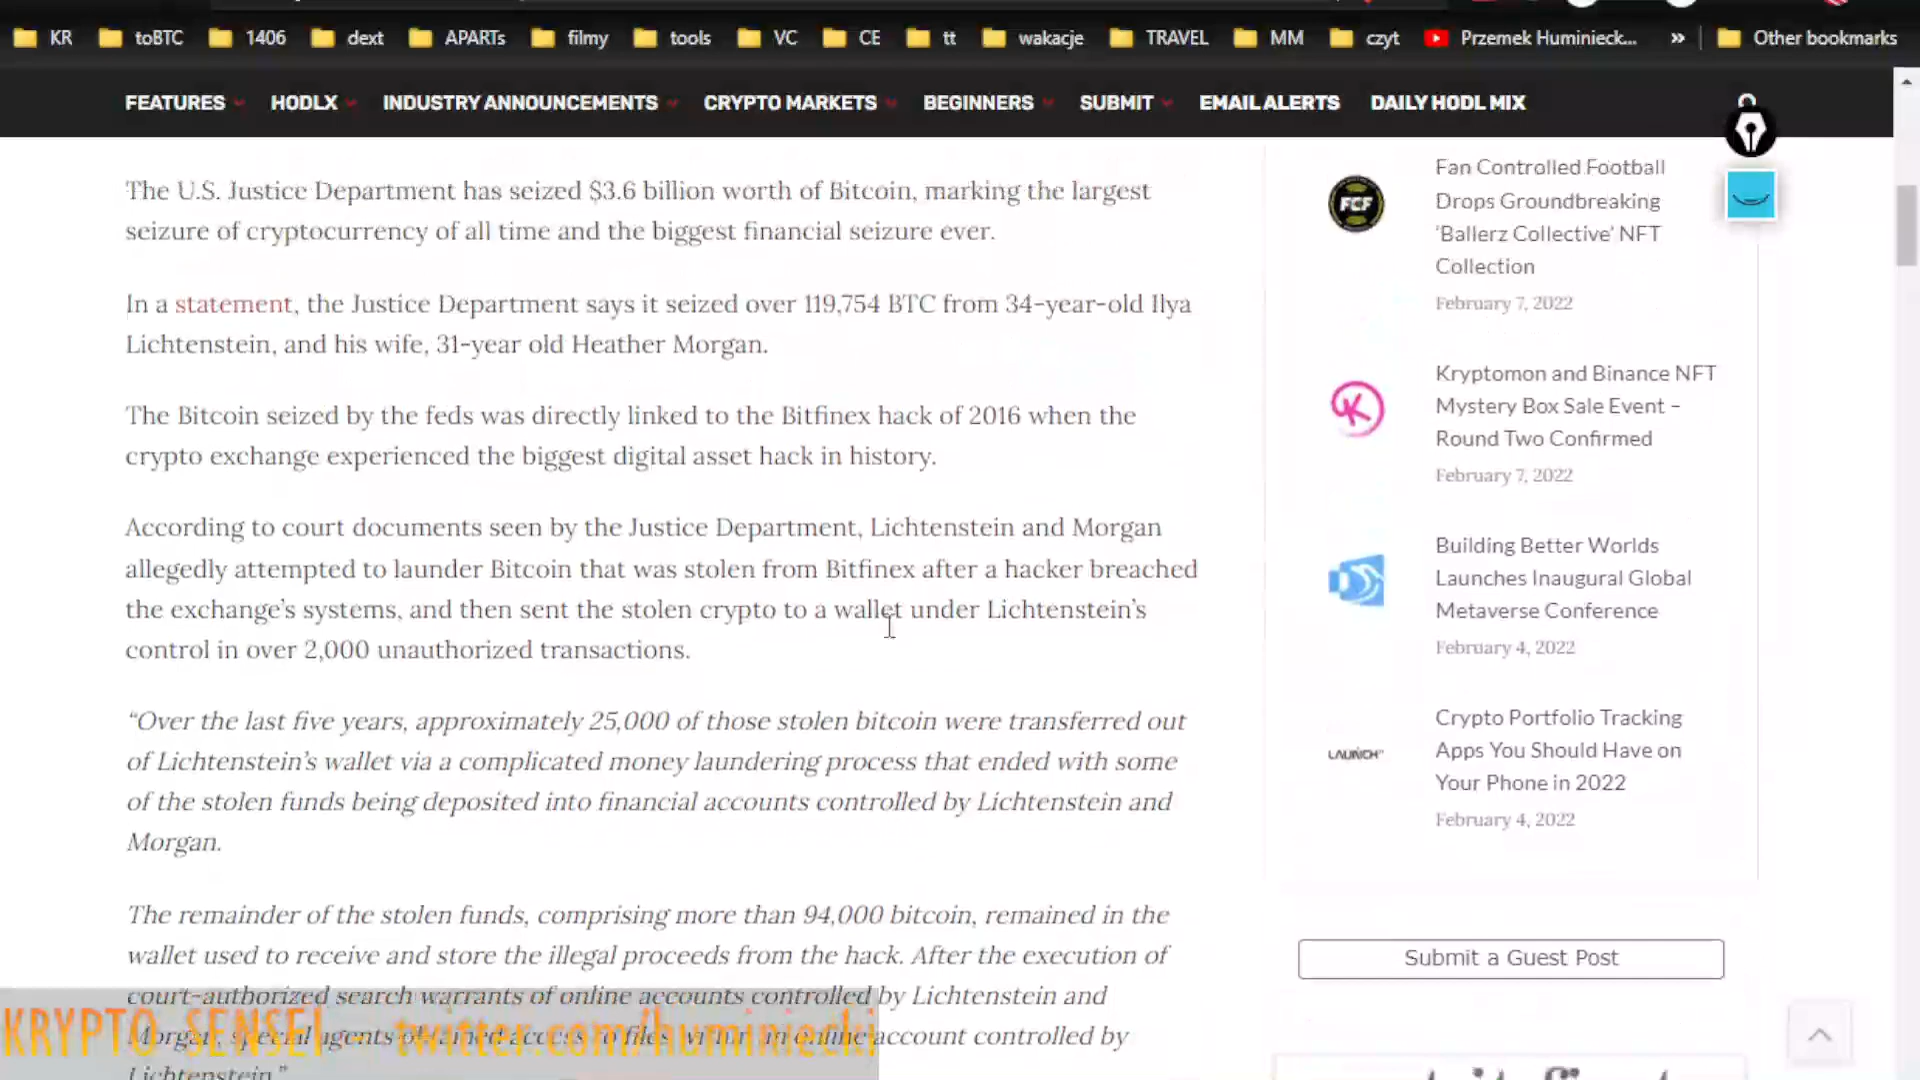 KR toBTC 1406 dext APARTs filmy tools VC CE tt wakacje TRAVEL MM czyt Przemek Huminieck... » Other bookmarks
FEATURES HODLX INDUSTRY ANNOUNCEMENTS CRYPTO MARKETS BEGINNERS SUBMIT EMAIL ALERTS DAILY HODL MIX
The U.S. Justice Department has seized $3.6 billion worth of Bitcoin, marking the largest
seizure of cryptocurrency of all time and the biggest financial seizure ever.
In a statement, the Justice Department says it seized over 119,754 BTC from 34-year-old Ilya
Lichtenstein, and his wife, 31-year old Heather Morgan.
The Bitcoin seized by the feds was directly linked to the Bitfinex hack of 2016 when the
crypto exchange experienced the biggest digital asset hack in history.
According to court documents seen by the Justice Department, Lichtenstein and Morgan
allegedly attempted to launder Bitcoin that was stolen from Bitfinex after a hacker breached
the exchange's systems, and then sent the stolen crypto to a wallet under Lichtenstein's
control in over 2,000 unauthorized transactions.
“Over the last five years, approximately 25,000 of those stolen bitcoin were transferred out
of Lichtenstein's wallet via a complicated money laundering process that ended with some
of the stolen funds being deposited into financial accounts controlled by Lichtenstein and
Morgan.
The remainder of the stolen funds, comprising more than 94,000 bitcoin, remained in the
wallet used to receive and store the illegal proceeds from the hack. After the execution of
court-authorized search warrants of online accounts controlled by Lichtenstein and
Morgan, special agents obtained access to files within an online account controlled by
Lichtenstein.”
FCF
Fan Controlled Football
Drops Groundbreaking
‘Ballerz Collective’ NFT
Collection
February 7, 2022
K
Kryptomon and Binance NFT
Mystery Box Sale Event –
Round Two Confirmed
February 7, 2022
Building Better Worlds
Launches Inaugural Global
Metaverse Conference
February 4, 2022
LAUNCH
Crypto Portfolio Tracking
Apps You Should Have on
Your Phone in 2022
February 4, 2022
Submit a Guest Post
KRYPTO SENSEI twitter.com/huminiecki